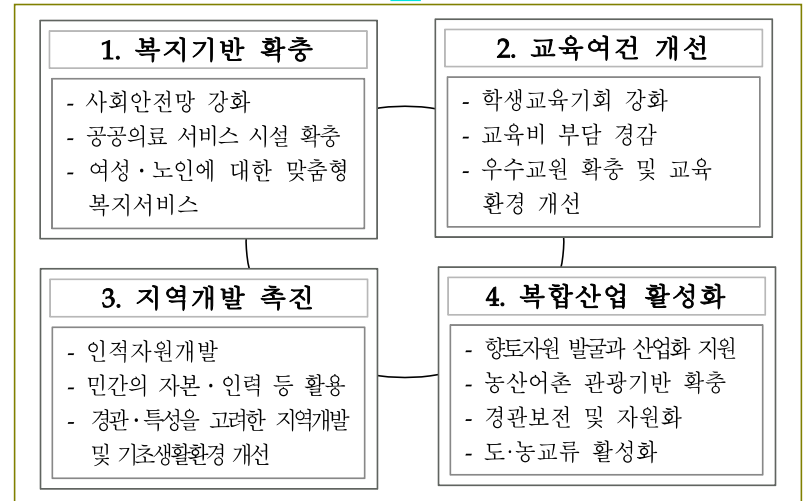 1. 복지기반 확충
- 사회안전망 강화
- 공공의료 서비스 시설 확충
- 여성·노인에 대한 맞춤형
복지서비스
2. 교육여건 개선
- 학생교육기회 강화
- 교육비 부담 경감
- 우수교원 확충 및 교육
환경 개선
3. 지역개발 촉진
- 인적자원개발
- 민간의 자본·인력 등 활용
- 경관·특성을 고려한 지역개발
및 기초생활환경 개선
4. 복합산업 활성화
- 향토자원 발굴과 산업화 지원
- 농산어촌 관광기반 확충
- 경관보전 및 자원화
- 도·농교류 활성화